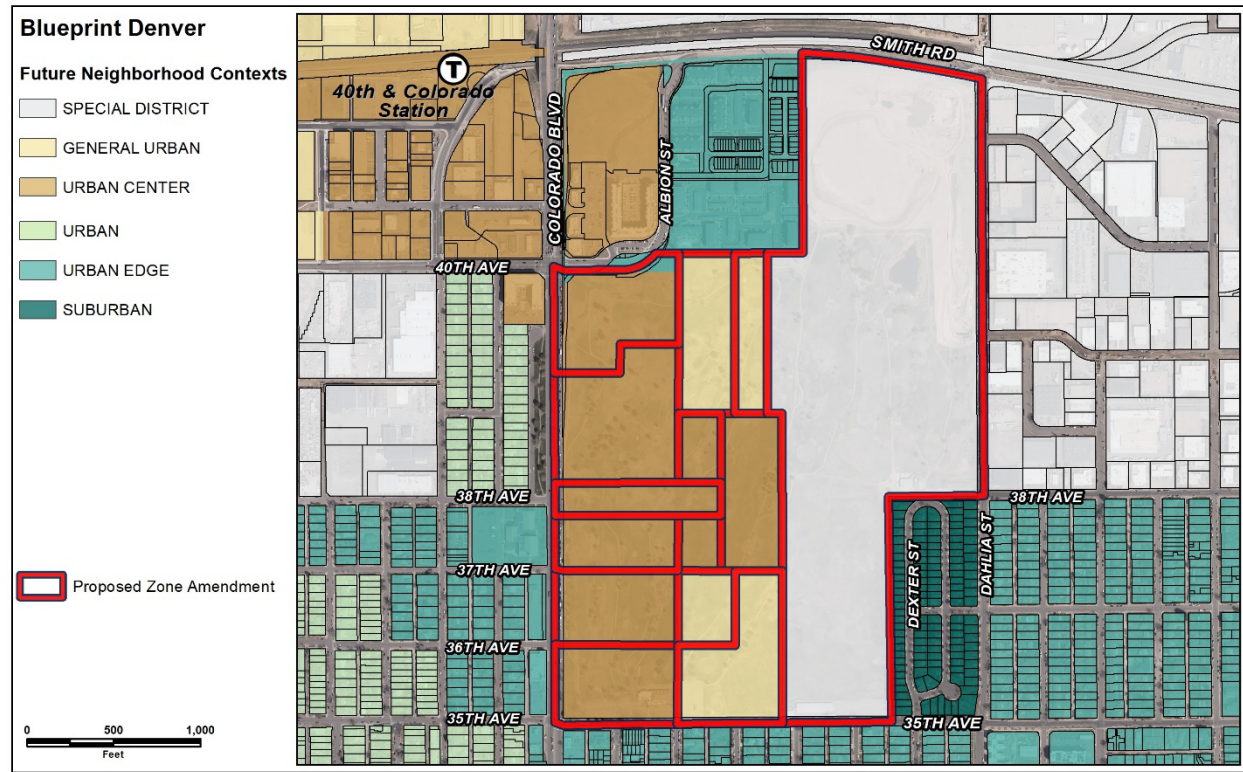 Blueprint Denver
Future Neighborhood Contexts
SPECIAL DISTRICT
GENERAL URBAN
URBAN CENTER
URBAN
URBAN EDGE
SUBURBAN
Proposed Zone Amendment
0 500 1,000
Feet
T
40th & Colorado
Station
SMITH RD
COLORADO BLVD
ALBION ST
40TH AVE
38TH AVE
38TH AVE
37TH AVE
DEXTER ST
DAHLIA ST
36TH AVE
35TH AVE
35TH AVE